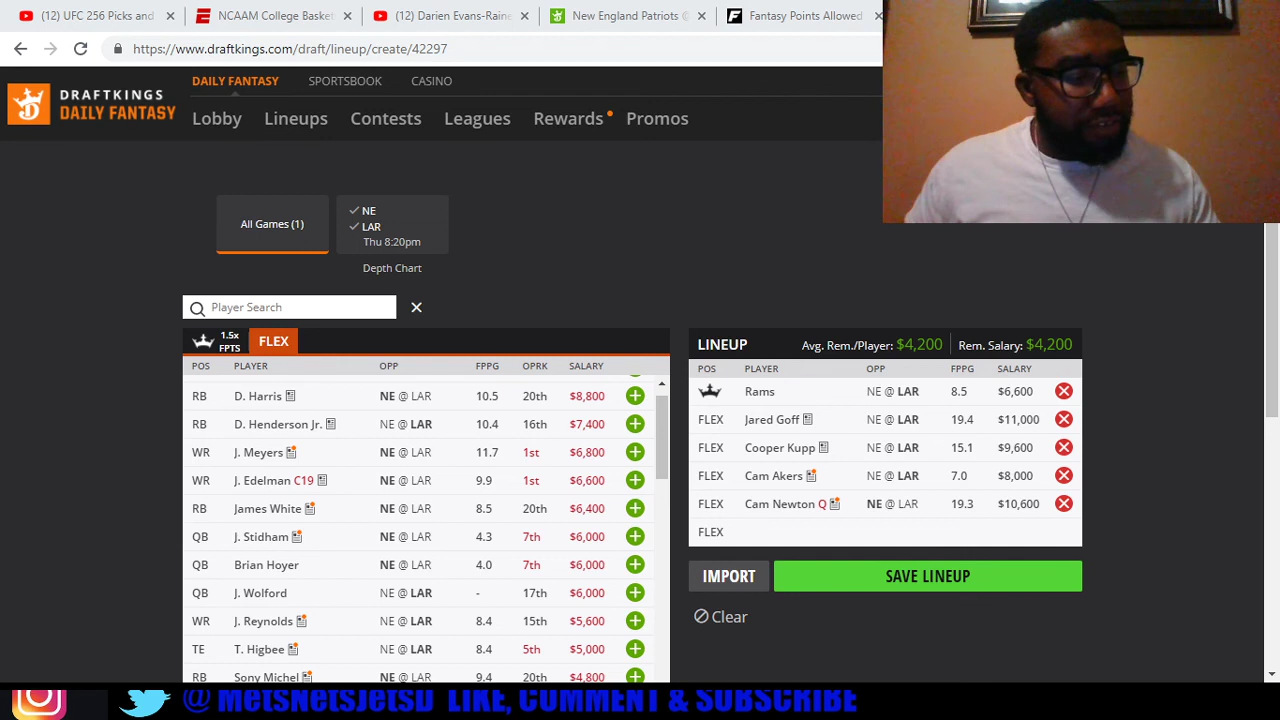 (12) UFC 256 Picks and
NCAAM College Basket
(12) Darien Evans-Raine
New England Patriots @
Fantasy Points Allowed
https://www.draftkings.com/draft/lineup/create/42297
DAILY FANTASY SPORTSBOOK CASINO
DRAFTKINGS
DAILY FANTASY
Lobby Lineups Contests Leagues Rewards Promos
All Games (1)
NE
LAR
Thu 8:20pm
Depth Chart
Player Search
1.5x
FPTS
FLEX
POS PLAYER OPP FPPG OPRK SALARY
RB D. Harris NE @ LAR 10.5 20th $8,800
RB D. Henderson Jr. NE @ LAR 10.4 16th $7,400
WR J. Meyers NE @ LAR 11.7 1st $6,800
WR J. Edelman C19 NE @ LAR 9.9 1st $6,600
RB James White NE @ LAR 8.5 20th $6,400
QB J. Stidham NE @ LAR 4.3 7th $6,000
QB Brian Hoyer NE @ LAR 4.0 7th $6,000
QB J. Wolford NE @ LAR - 17th $6,000
WR J. Reynolds NE @ LAR 8.4 15th $5,600
TE T. Higbee NE @ LAR 8.4 5th $5,000
RB Sony Michel NE @ LAR 9.4 20th $4,800
LINEUP Avg. Rem./Player: $4,200 Rem. Salary: $4,200
POS PLAYER OPP FPPG SALARY
Rams NE @ LAR 8.5 $6,600
FLEX Jared Goff NE @ LAR 19.4 $11,000
FLEX Cooper Kupp NE @ LAR 15.1 $9,600
FLEX Cam Akers NE @ LAR 7.0 $8,000
FLEX Cam Newton Q NE @ LAR 19.3 $10,600
FLEX
IMPORT SAVE LINEUP
Clear
@ MetsNetsJetsD LIKE, COMMENT & SUBSCRIBE